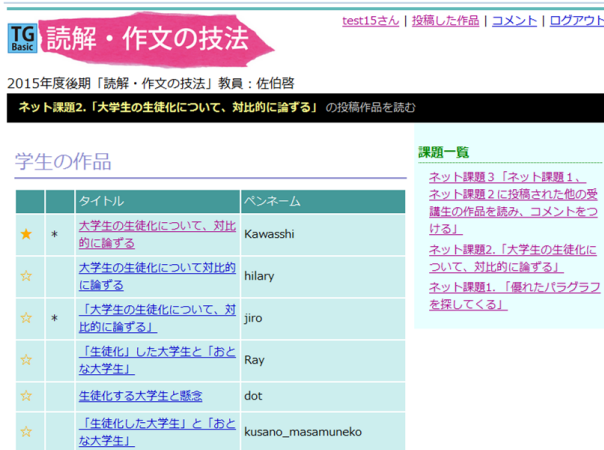 test15さん | 投稿した作品 | コメント | ログアウト
TG
Basic
読解・作文の技法
2015年度後期「読解・作文の技法」教員：佐伯啓
ネット課題2.「大学生の生徒化について、対比的に論ずる」 の投稿作品を読む
学生の作品
タイトル ペンネーム
★ * 大学生の生徒化について、対比
的に論ずる Kawasshi
☆ 大学生の生徒化について対比的
に論ずる hilary
☆ * 「大学生の生徒化について、対
比的に論ずる」 jiro
☆ 「生徒化」した大学生と「おと
な大学生」 Ray
☆ 生徒化する大学生と懸念 dot
☆ 「生徒化した大学生」と「おと
な大学生」 kusano_masamuneko
課題一覧
ネット課題３「ネット課題１、
ネット課題２に投稿された他の受
講生の作品を読み、コメントをつ
ける」
ネット課題2.「大学生の生徒化に
ついて、対比的に論ずる」
ネット課題1.「優れたパラグラフ
を探してくる」